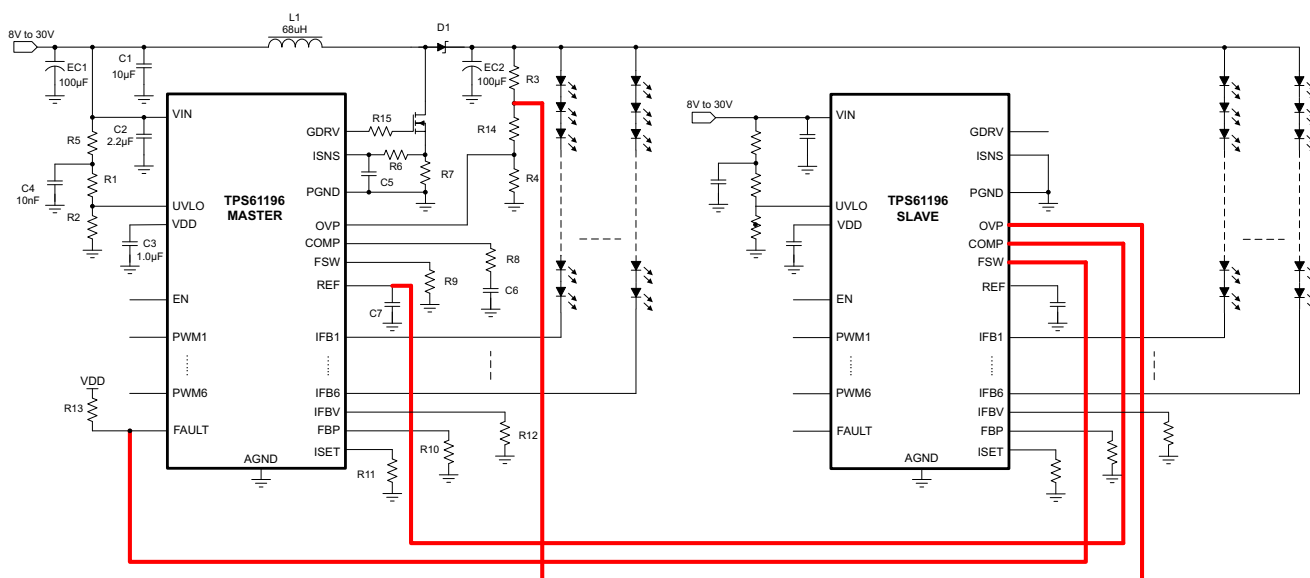 L1
68uH
D1
8V to 30V
EC1
100µF
C1
10µF
EC2
100µF
R3
R14
R4
VIN
C2
2.2µF
R5
C4
10nF
R1
R2
UVLO
VDD
C3
1.0µF
TPS61196
MASTER
GDRV
R15
ISNS
R6
C5
R7
PGND
OVP
COMP
FSW
REF
R8
R9
C6
C7
EN
PWM1
PWM6
VDD
R13
FAULT
IFB1
IFB6
IFBV
FBP
ISET
R12
R10
R11
AGND
8V to 30V
VIN
UVLO
VDD
TPS61196
SLAVE
GDRV
ISNS
PGND
OVP
COMP
FSW
REF
EN
PWM1
PWM6
FAULT
IFB1
IFB6
IFBV
FBP
ISET
AGND